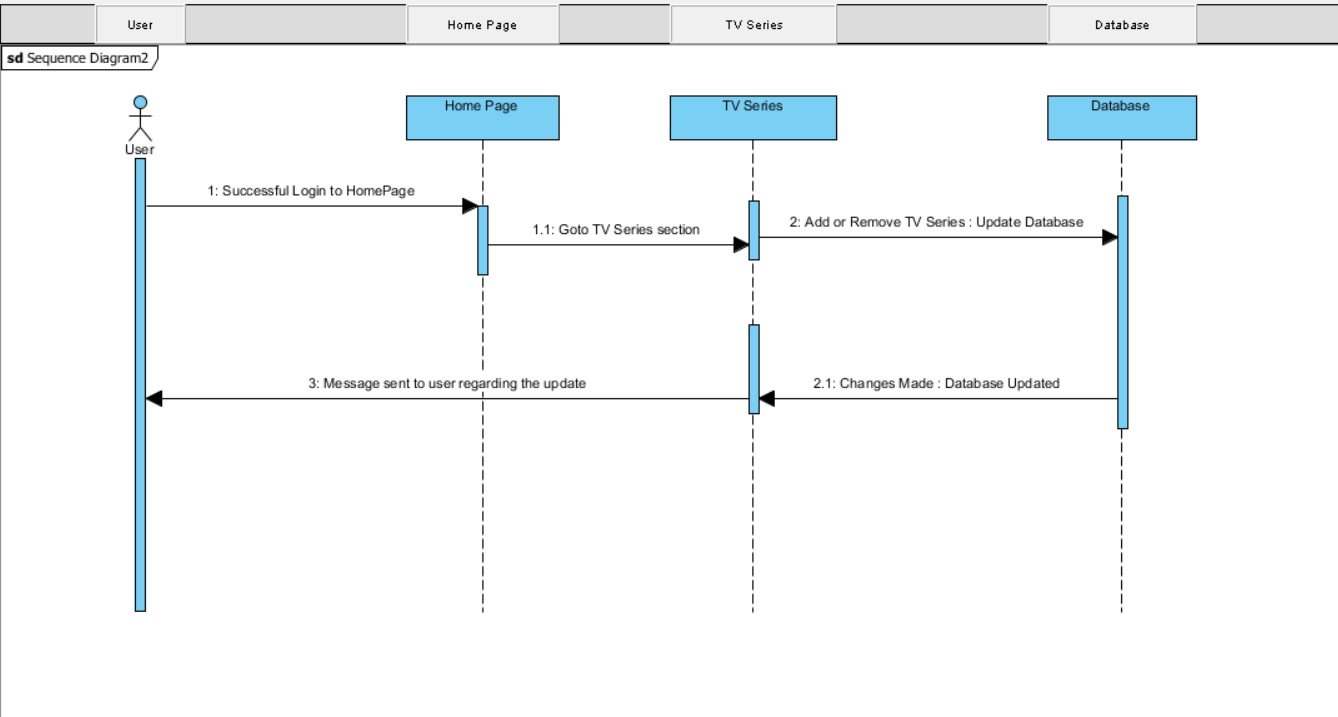 User
Home Page
TV Series
Database
sd Sequence Diagram2
Home Page
TV Series
Database
User
1: Successful Login to HomePage
2: Add or Remove TV Series : Update Database
1.1: Goto TV Series section
3: Message sent to user regarding the update
2.1: Changes Made : Database Updated